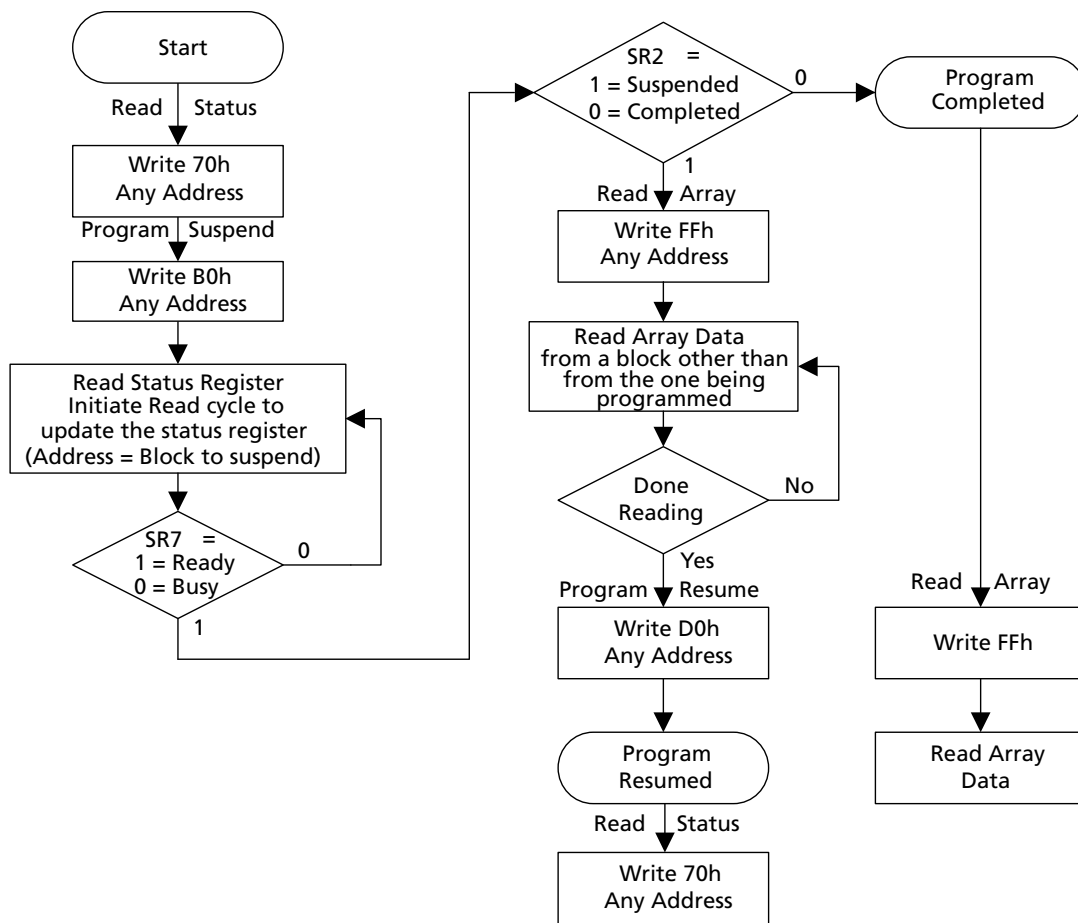 Start
Read Status
Write 70h
Any Address
Program Suspend
Write B0h
Any Address
Read Status Register
Initiate Read cycle to
update the status register
(Address = Block to suspend)
SR7 =
1 = Ready
0 = Busy
0
1
SR2 =
1 = Suspended
0 = Completed
0
1
Read Array
Write FFh
Any Address
Read Array Data
from a block other than
from the one being
programmed
Done
Reading
No
Yes
Program Resume
Write D0h
Any Address
Program
Resumed
Read Status
Write 70h
Any Address
Program
Completed
Read Array
Write FFh
Read Array
Data